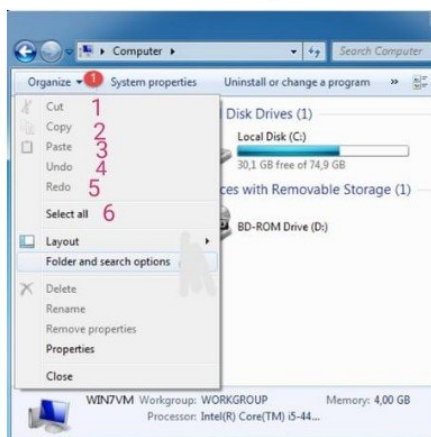 Computer
Search Computer
Organize 1 System properties Uninstall or change a program »
Cut 1
Copy 2
Paste 3
Undo 4
Redo 5
Select all 6
Layout
Folder and search options
Delete
Rename
Remove properties
Properties
Close
Disk Drives (1)
Local Disk (C:)
30,1 GB free of 74,9 GB
ces with Removable Storage (1)
BD-ROM Drive (D:)
WIN7VM Workgroup: WORKGROUP Memory: 4,00 GB
Processor: Intel(R) Core(TM) i5-44...